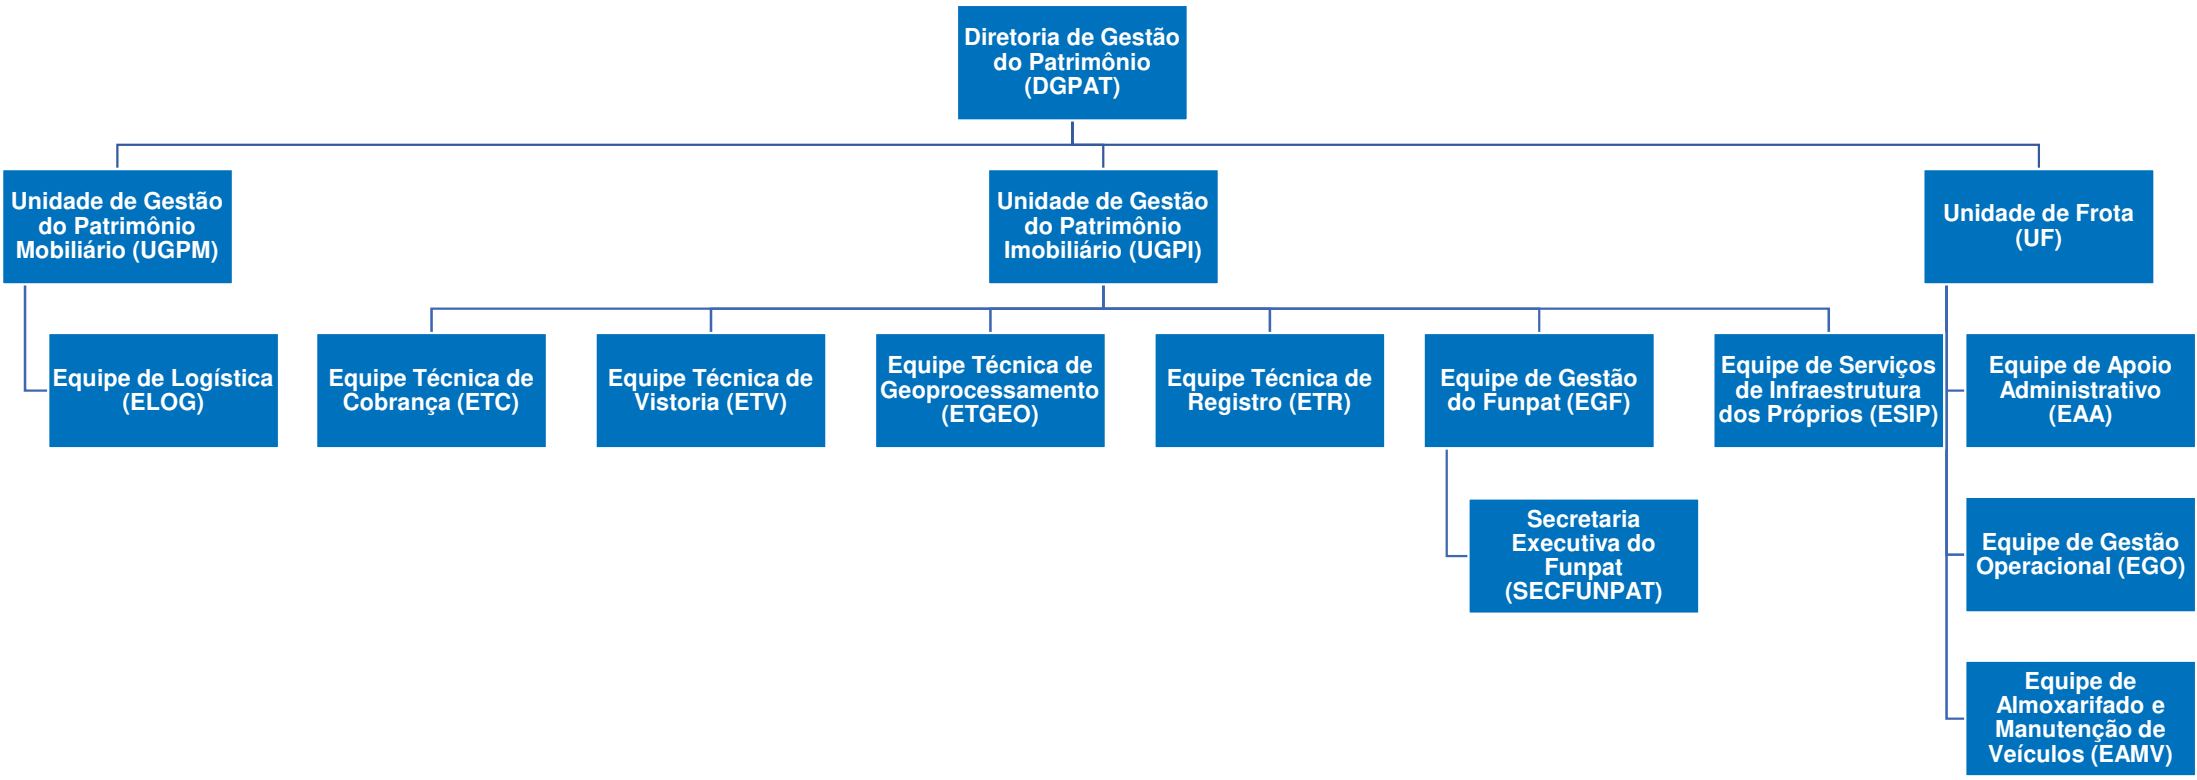 Diretoria de Gestão
do Patrimônio
(DGPAT)
Unidade de Gestão
do Patrimônio
Mobiliário (UGPM)
Unidade de Gestão
do Patrimônio
Imobiliário (UGPI)
Unidade de Frota
(UF)
Equipe de Logística
(ELOG)
Equipe Técnica de
Cobrança (ETC)
Equipe Técnica de
Vistoria (ETV)
Equipe Técnica de
Geoprocessamento
(ETGEO)
Equipe Técnica de
Registro (ETR)
Equipe de Gestão
do Funpat (EGF)
Equipe de Serviços
de Infraestrutura
dos Próprios (ESIP)
Equipe de Apoio
Administrativo
(EAA)
Secretaria
Executiva do
Funpat
(SECFUNPAT)
Equipe de Gestão
Operacional (EGO)
Equipe de
Almoxarifado e
Manutenção de
Veículos (EAMV)